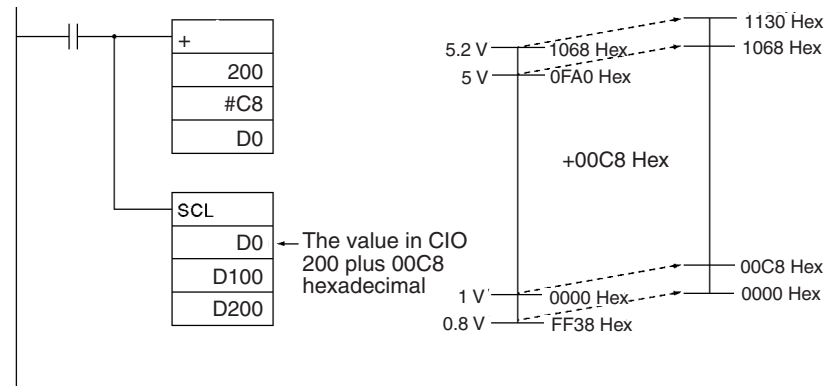 +
200
#C8
D0
SCL
D0
D100
D200
The value in CIO
200 plus 00C8
hexadecimal
5.2 V
1068 Hex
5 V
0FA0 Hex
1130 Hex
1068 Hex
+00C8 Hex
1 V
0000 Hex
0.8 V
FF38 Hex
00C8 Hex
0000 Hex